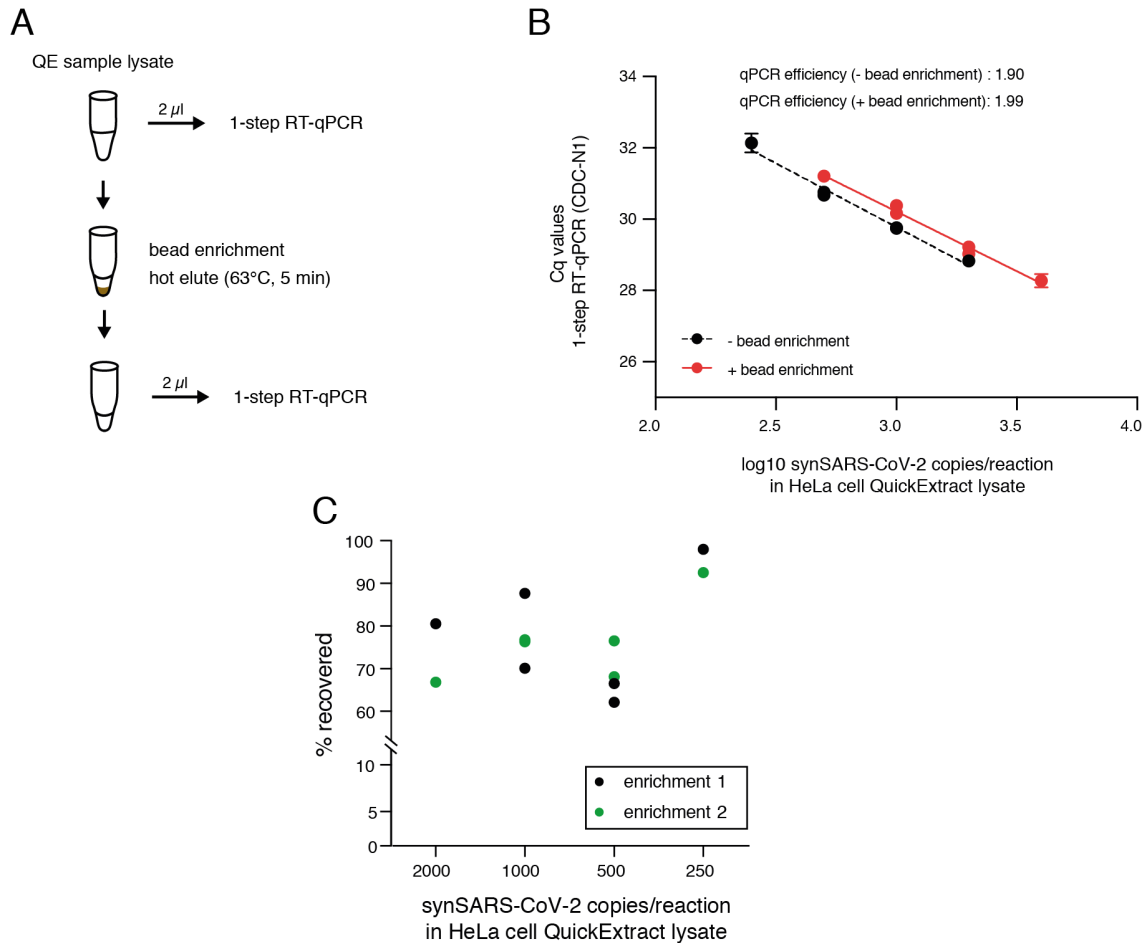 A
QE sample lysate
2 µl
1-step RT-qPCR
bead enrichment
hot elute (63°C, 5 min)
2 µl
1-step RT-qPCR
B
qPCR efficiency (- bead enrichment) : 1.90
qPCR efficiency (+ bead enrichment): 1.99
Cq values
1-step RT-qPCR (CDC-N1)
34
32
30
28
26
- bead enrichment
+ bead enrichment
2.0 2.5 3.0 3.5 4.0
log10 synSARS-CoV-2 copies/reaction
in HeLa cell QuickExtract lysate
C
% recovered
100
90
80
70
60
10
5
0
enrichment 1
enrichment 2
2000 1000 500 250
synSARS-CoV-2 copies/reaction
in HeLa cell QuickExtract lysate